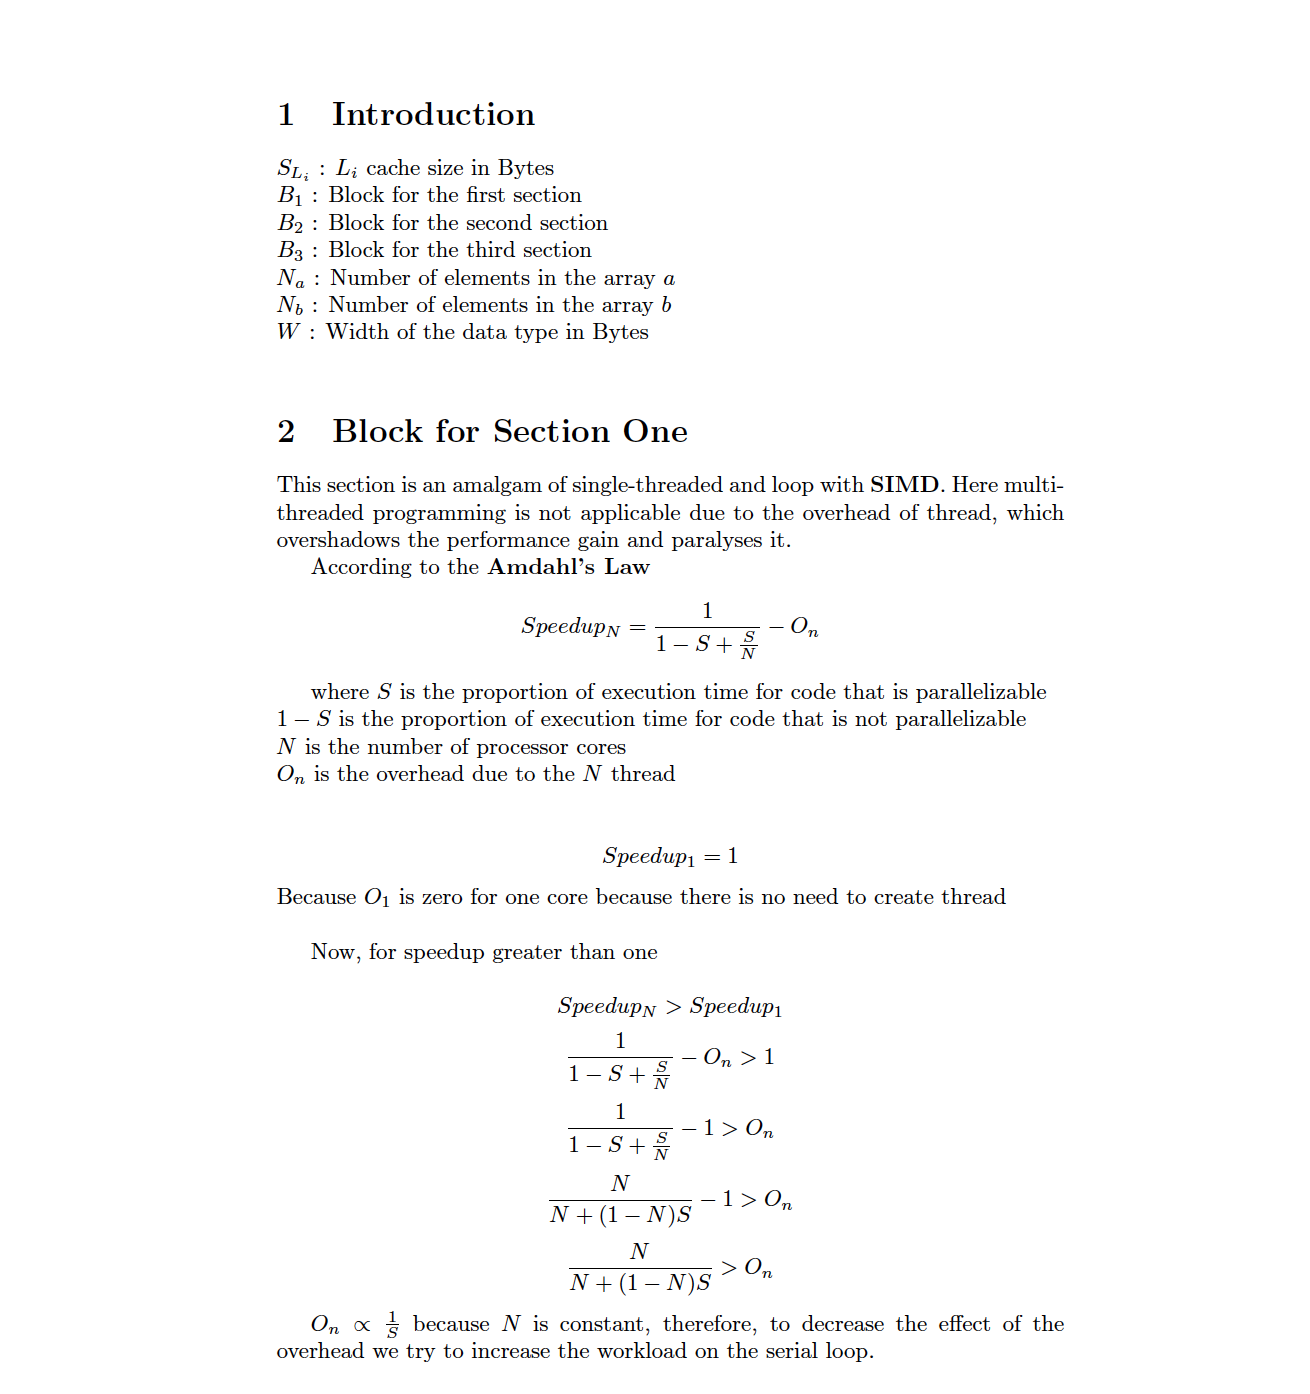 1 Introduction
S_{L_i} : L_i cache size in Bytes
B_1 : Block for the first section
B_2 : Block for the second section
B_3 : Block for the third section
N_a : Number of elements in the array a
N_b : Number of elements in the array b
W : Width of the data type in Bytes
2 Block for Section One
This section is an amalgam of single-threaded and loop with SIMD. Here multi-
threaded programming is not applicable due to the overhead of thread, which
overshadows the performance gain and paralyses it.
According to the Amdahl's Law
Speedup_N = \frac{1}{1 - S + \frac{S}{N}} - O_n
where S is the proportion of execution time for code that is parallelizable
1 - S is the proportion of execution time for code that is not parallelizable
N is the number of processor cores
O_n is the overhead due to the N thread
Speedup_1 = 1
Because O_1 is zero for one core because there is no need to create thread
Now, for speedup greater than one
Speedup_N > Speedup_1
\frac{1}{1 - S + \frac{S}{N}} - O_n > 1
\frac{1}{1 - S + \frac{S}{N}} - 1 > O_n
\frac{N}{N + (1 - N)S} - 1 > O_n
\frac{N}{N + (1 - N)S} > O_n
O_n ∝ \frac{1}{S} because N is constant, therefore, to decrease the effect of the
overhead we try to increase the workload on the serial loop.